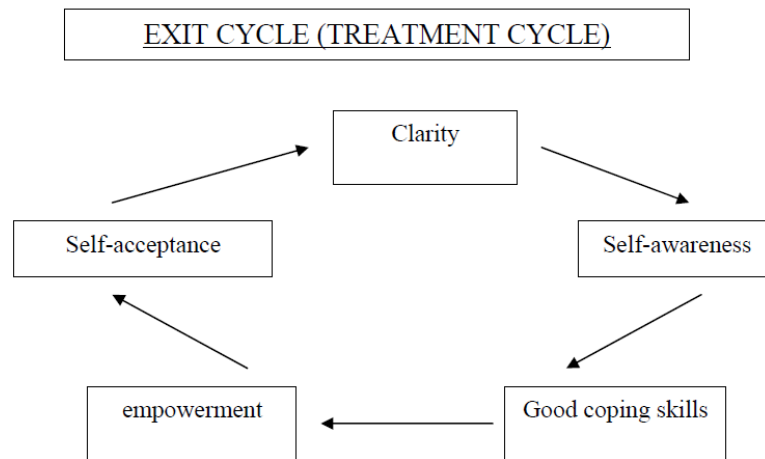 EXIT CYCLE (TREATMENT CYCLE)
Clarity
Self-acceptance
Self-awareness
empowerment
Good coping skills